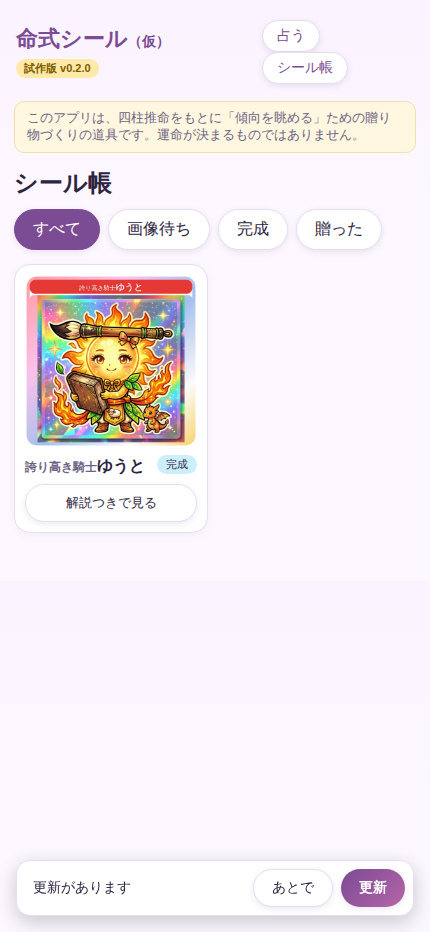 命式シール（仮）
試作版 v0.2.0
占う
シール帳
このアプリは、四柱推命をもとに「傾向を眺める」ための贈り
物づくりの道具です。運命が決まるものではありません。
シール帳
すべて
画像待ち
完成
贈った
誇り高き騎士ゆうと
誇り高き騎士ゆうと
完成
解説つきで見る
更新があります
あとで
更新